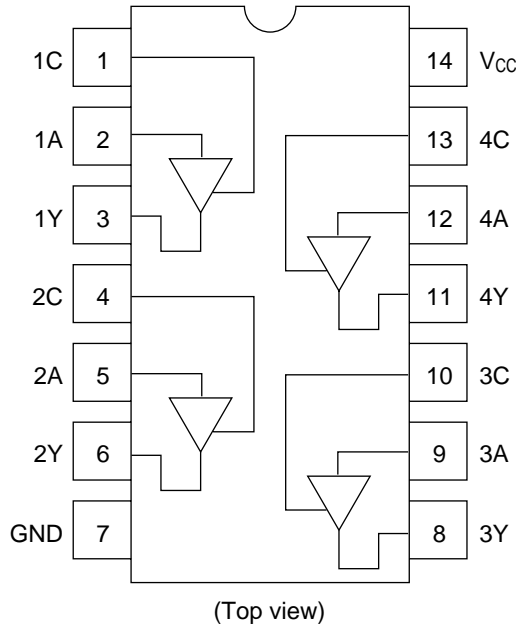 1C 1 14 VCC
1A 2 13 4C
1Y 3 12 4A
2C 4 11 4Y
2A 5 10 3C
2Y 6 9 3A
GND 7 8 3Y
(Top view)